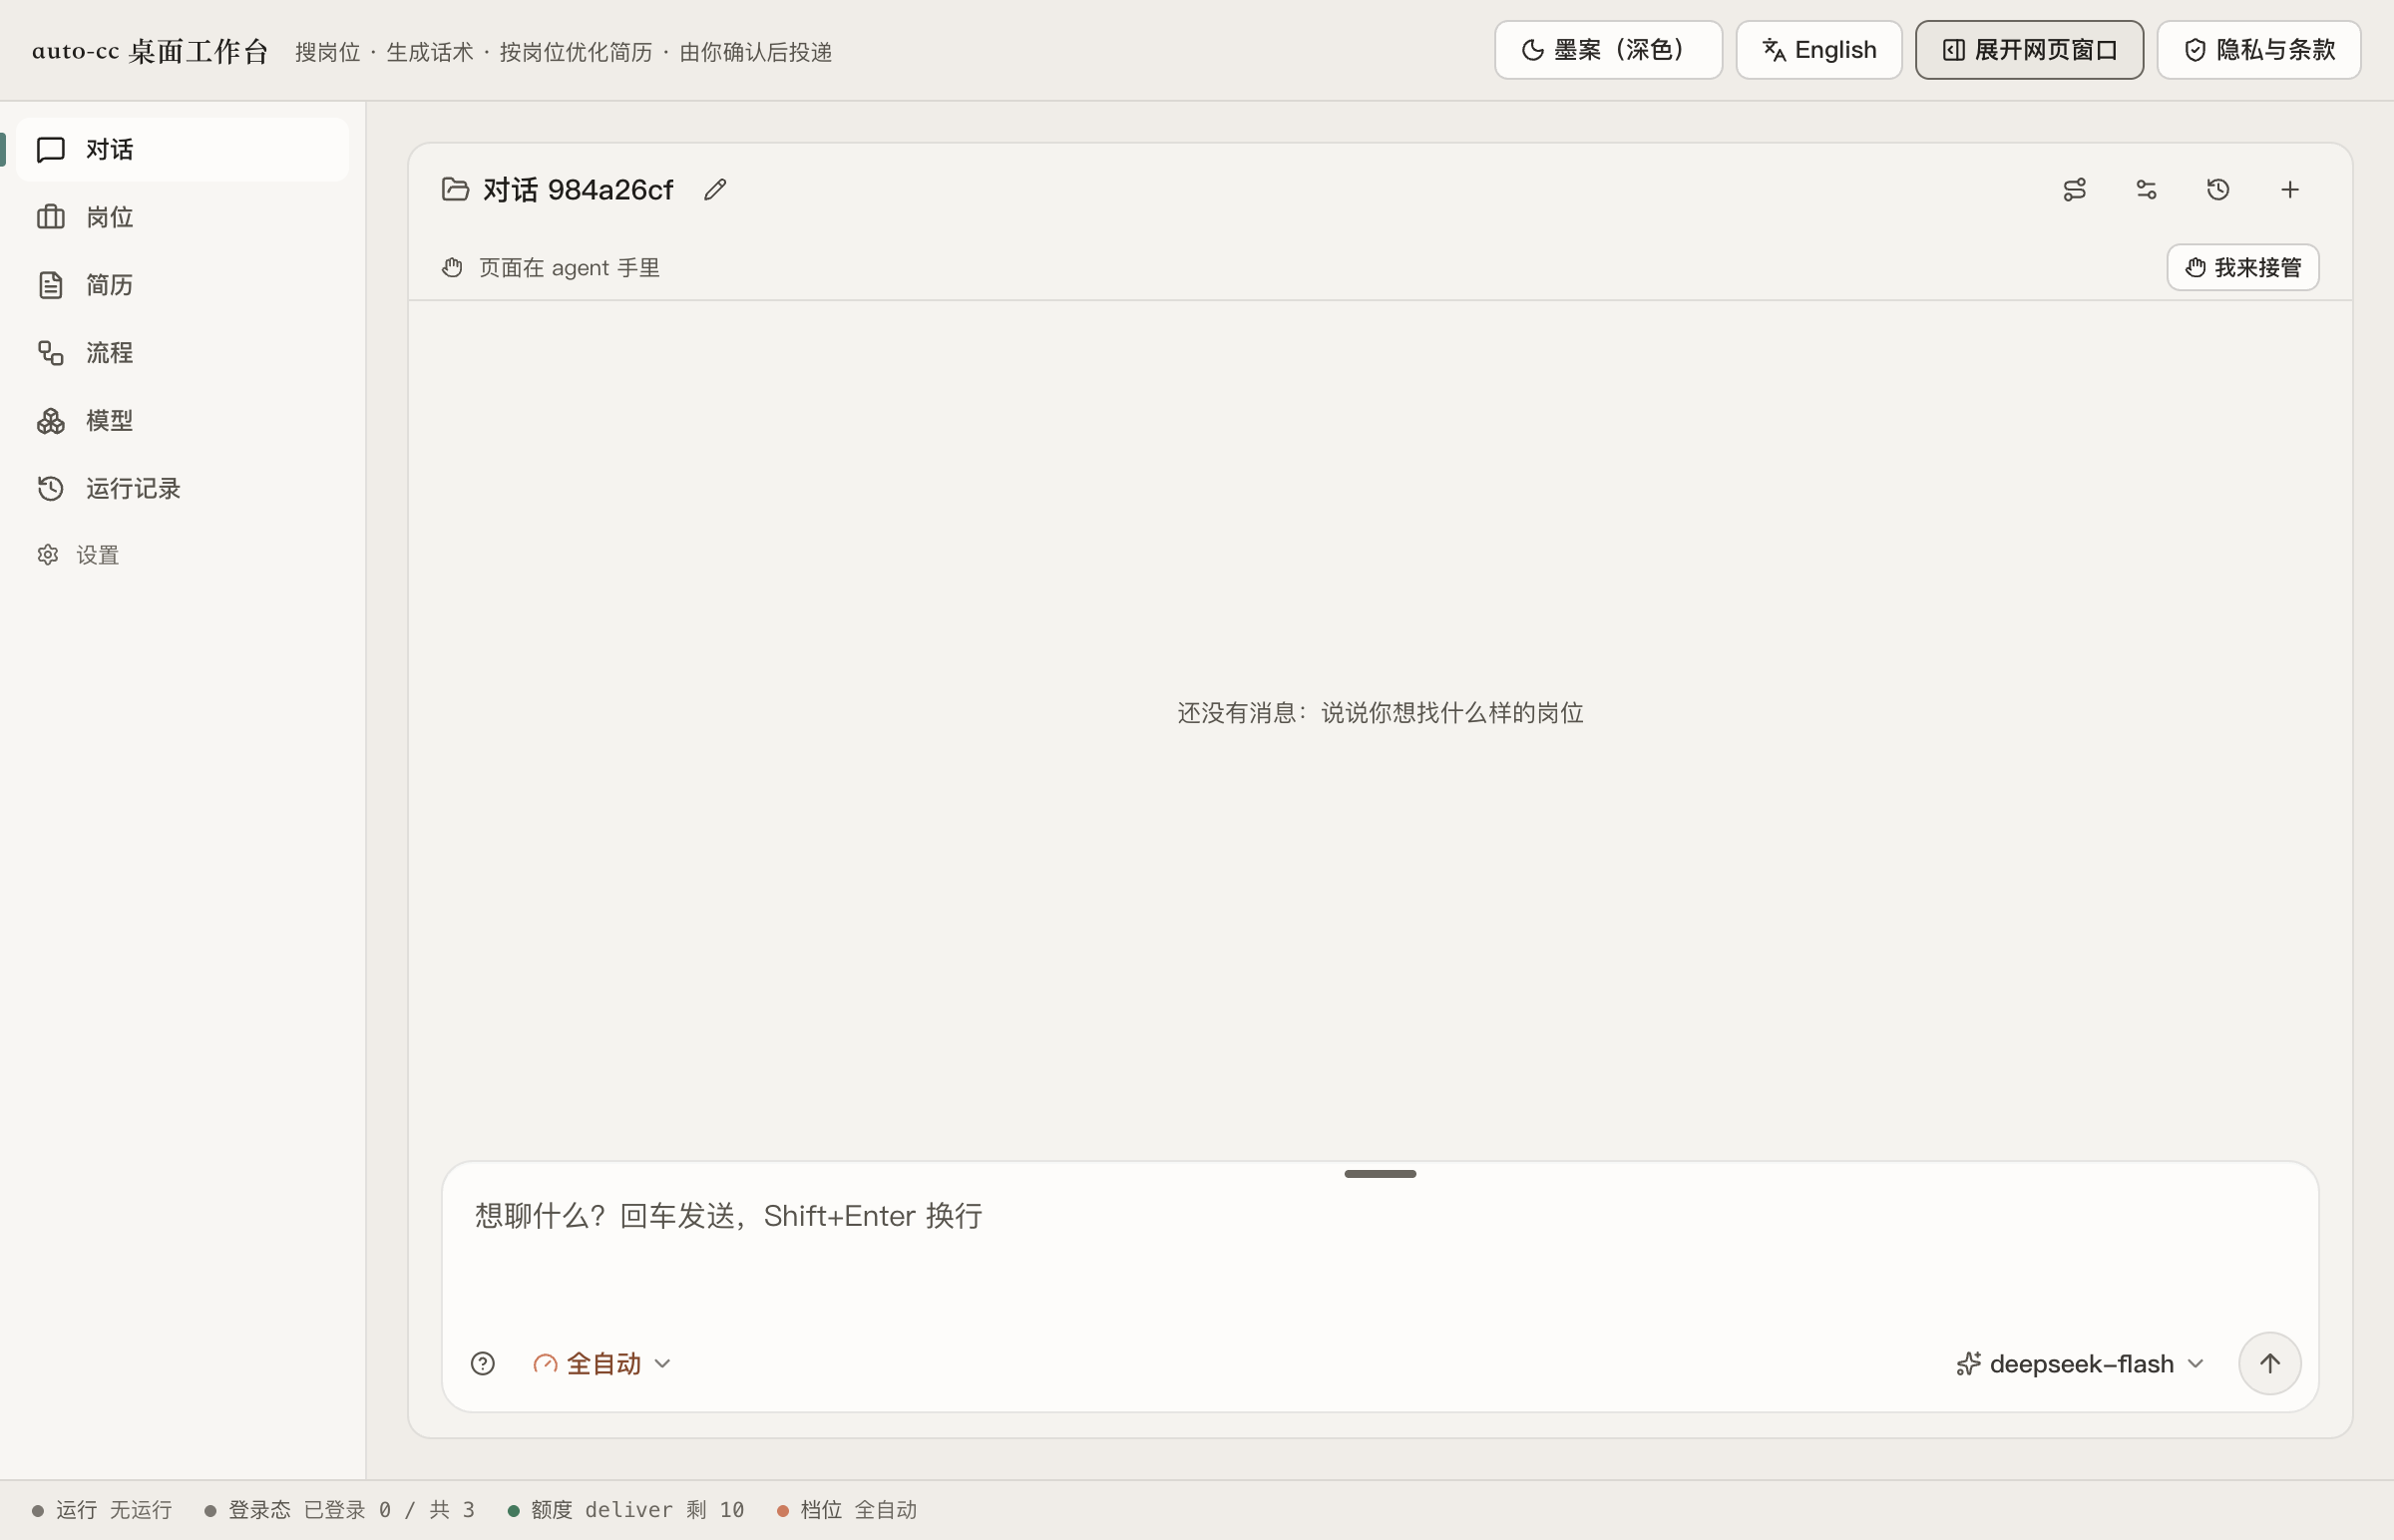 auto-cc 桌面工作台 搜岗位 · 生成话术 · 按岗位优化简历 · 由你确认后投递 墨案（深色） English 展开网页窗口 隐私与条款
对话
岗位
简历
流程
模型
运行记录
设置
对话 984a26cf
页面在 agent 手里 我来接管
还没有消息：说说你想找什么样的岗位
想聊什么？回车发送，Shift+Enter 换行
全自动 deepseek-flash
运行 无运行 登录态 已登录 0 / 共 3 额度 deliver 剩 10 档位 全自动